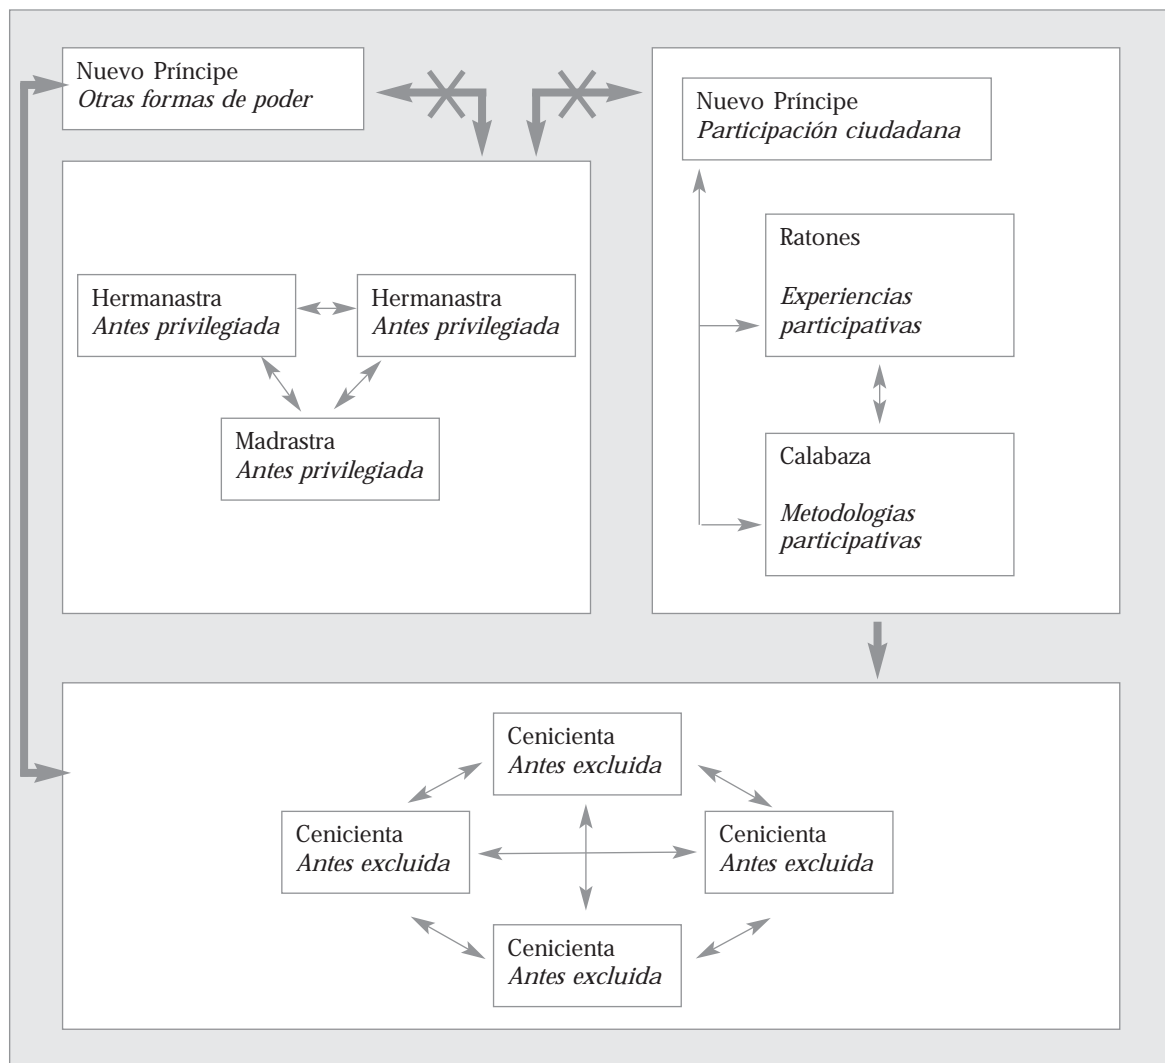 Nuevo Príncipe
Otras formas de poder
Nuevo Príncipe
Participación ciudadana
Ratones
Experiencias
participativas
Hermanastra
Antes privilegiada
Hermanastra
Antes privilegiada
Madrastra
Antes privilegiada
Calabaza
Metodologias
participativas
Cenicienta
Antes excluida
Cenicienta
Antes excluida
Cenicienta
Antes excluida
Cenicienta
Antes excluida